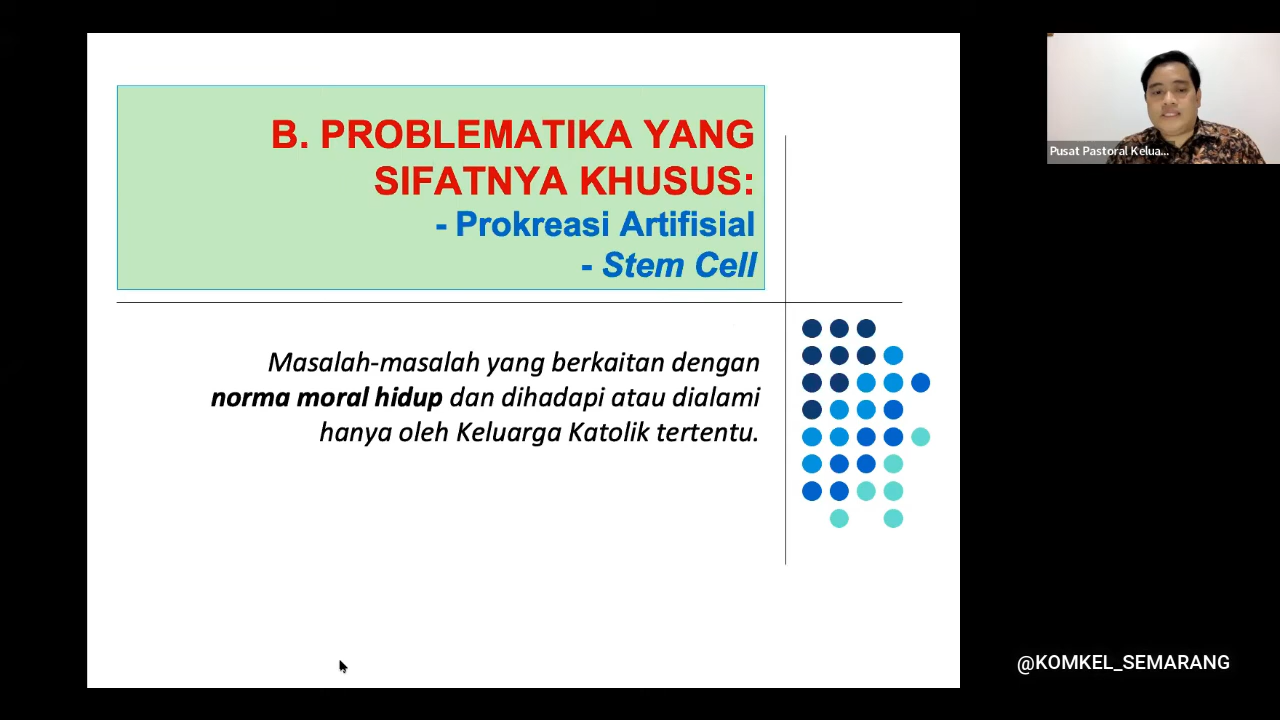 B. PROBLEMATIKA YANG
SIFATNYA KHUSUS:
- Prokreasi Artifisial
- Stem Cell
Masalah-masalah yang berkaitan dengan
norma moral hidup dan dihadapi atau dialami
hanya oleh Keluarga Katolik tertentu.
Pusat Pastoral Kelua...
@KOMKEL_SEMARANG